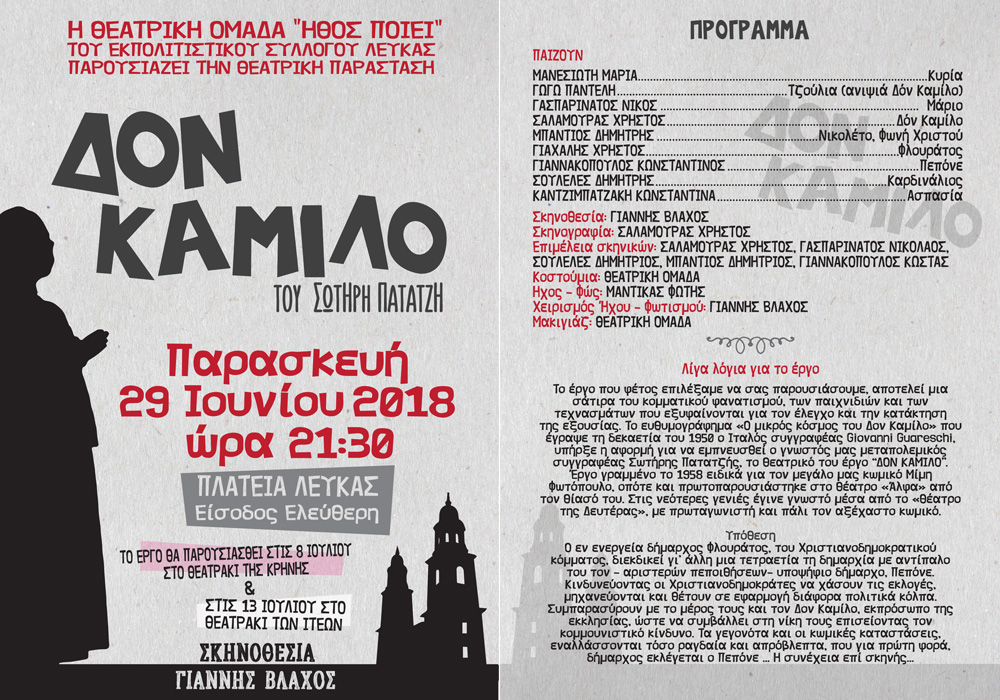 Η ΘΕΑΤΡΙΚΗ ΟΜΑΔΑ "ΗΘΟΣ ΠΟΙΕΙ"
ΤΟΥ ΕΚΠΟΛΙΤΙΣΤΙΚΟΥ ΣΥΛΛΟΓΟΥ ΛΕΥΚΑΣ
ΠΑΡΟΥΣΙΑΖΕΙ ΤΗΝ ΘΕΑΤΡΙΚΗ ΠΑΡΑΣΤΑΣΗ
ΔΟΝ
ΚΑΜΙΛΟ
ΤΟΥ ΣΩΤΗΡΗ ΠΑΤΑΤΖΗ
Παρασκευή
29 Ιουνίου 2018
ώρα 21:30
ΠΛΑΤΕΙΑ ΛΕΥΚΑΣ
Είσοδος Ελεύθερη
ΤΟ ΕΡΓΟ ΘΑ ΠΑΡΟΥΣΙΑΣΘΕΙ ΣΤΙΣ 8 ΙΟΥΛΙΟΥ
ΣΤΟ ΘΕΑΤΡΑΚΙ ΤΗΣ ΚΡΗΝΗΣ
&
ΣΤΙΣ 13 ΙΟΥΛΙΟΥ ΣΤΟ
ΘΕΑΤΡΑΚΙ ΤΩΝ ΙΤΕΩΝ
ΣΚΗΝΟΘΕΣΙΑ
ΓΙΑΝΝΗΣ ΒΛΑΧΟΣ
ΠΡΟΓΡΑΜΜΑ
ΠΑΙΖΟΥΝ
ΜΑΝΕΣΙΩΤΗ ΜΑΡΙΑ..........Κυρία
ΓΩΓΩ ΠΑΝΤΕΛΗ..........Τζούλια (ανιψιά Δόν Καμίλο)
ΓΑΣΠΑΡΙΝΑΤΟΣ ΝΙΚΟΣ.......... Μάριο
ΣΑΛΑΜΟΥΡΑΣ ΧΡΗΣΤΟΣ..........Δόν Καμίλο
ΜΠΑΝΤΙΟΣ ΔΗΜΗΤΡΗΣ..........Νικολέτο, Φωνή Χριστού
ΓΙΑΧΑΛΗΣ ΧΡΗΣΤΟΣ..........Φλουράτος
ΓΙΑΝΝΑΚΟΠΟΥΛΟΣ ΚΩΝΣΤΑΝΤΙΝΟΣ..........Πεπόνε
ΣΟΥΛΕΛΕΣ ΔΗΜΗΤΡΗΣ..........Καρδινάλιος
ΚΑΝΤΖΙΜΠΑΤΖΑΚΗ ΚΩΝΣΤΑΝΤΙΝΑ..........Ασπασία
ΔΟΝ
ΚΑΜΙΛΟ
Σκηνοθεσία: ΓΙΑΝΝΗΣ ΒΛΑΧΟΣ
Σκηνογραφία: ΣΑΛΑΜΟΥΡΑΣ ΧΡΗΣΤΟΣ
Επιμέλεια σκηνικών: ΣΑΛΑΜΟΥΡΑΣ ΧΡΗΣΤΟΣ, ΓΑΣΠΑΡΙΝΑΤΟΣ ΝΙΚΟΛΑΟΣ,
ΣΟΥΛΕΛΕΣ ΔΗΜΗΤΡΙΟΣ, ΜΠΑΝΤΙΟΣ ΔΗΜΗΤΡΙΟΣ, ΓΙΑΝΝΑΚΟΠΟΥΛΟΣ ΚΩΣΤΑΣ
Κοστούμια: ΘΕΑΤΡΙΚΗ ΟΜΑΔΑ
Ηχος - Φώς: ΜΑΝΤΙΚΑΣ ΦΩΤΗΣ
Χειρισμός Ήχου - Φωτισμού: ΓΙΑΝΝΗΣ ΒΛΑΧΟΣ
Μακιγιάζ: ΘΕΑΤΡΙΚΗ ΟΜΑΔΑ
Λίγα λόγια για το έργο
Το έργο που φέτος επιλέξαμε να σας παρουσιάσουμε, αποτελεί μια
σάτιρα του κομματικού φανατισμού, των παιχνιδιών και των
τεχνασμάτων που εξυφαίνονται για τον έλεγχο και την κατάκτηση
της εξουσίας. Το ευθυμογράφημα «Ο μικρός κόσμος του Δον Καμίλο» που
έγραψε τη δεκαετία του 1950 ο Ιταλός συγγραφέας Giovanni Guareschi,
υπήρξε η αφορμή για να εμπνευσθεί ο γνωστός μας μεταπολεμικός
συγγραφέας Σωτήρης Πατατζής, το θεατρικό του έργο "ΔΟΝ ΚΑΜΙΛΟ".
Έργο γραμμένο το 1958 ειδικά για τον μεγάλο μας κωμικό Μίμη
Φωτόπουλο, οπότε και πρωτοπαρουσιάστηκε στο θέατρο «Άλφα» από
τον θίασό του. Στις νεότερες γενιές έγινε γνωστό μέσα από το «θέατρο
της Δευτέρας», με πρωταγωνιστή και πάλι τον αξέχαστο κωμικό.
Υπόθεση
Ο εν ενεργεία δήμαρχος Φλουράτος, του Χριστιανοδημοκρατικού
κόμματος, διεκδικεί γι' άλλη μια τετραετία τη δημαρχία με αντίπαλο
του τον - αριστερών πεποιθήσεων- υποψήφιο δήμαρχο, Πεπόνε.
Κινδυνεύοντας οι Χριστιανοδημοκράτες να χάσουν τις εκλογές,
μηχανεύονται και θέτουν σε εφαρμογή διάφορα πολιτικά κόλπα.
Συμπαρασύρουν με το μέρος τους και τον Δον Καμίλο, εκπρόσωπο της
εκκλησίας, ώστε να συμβάλλει στη νίκη τους επισείοντας τον
κομμουνιστικό κίνδυνο. Τα γεγονότα και οι κωμικές καταστάσεις,
εναλλάσσονται τόσο ραγδαία και απρόβλεπτα, που για πρώτη φορά,
δήμαρχος εκλέγεται ο Πεπόνε ... Η συνέχεια επί σκηνής...